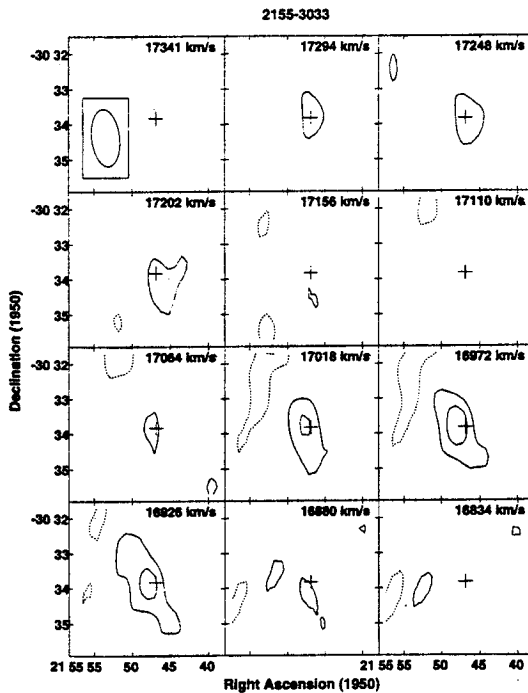 2155-3033
-30 32
33
34
35
17341 km/s
17294 km/s
17248 km/s
-30 32
33
34
35
17202 km/s
17156 km/s
17110 km/s
Declination (1950)
-30 32
33
34
35
17064 km/s
17018 km/s
16972 km/s
-30 32
33
34
35
16926 km/s
16880 km/s
16834 km/s
21 55 55 50 45 40 21 55 55 50 45 40
Right Ascension (1950)